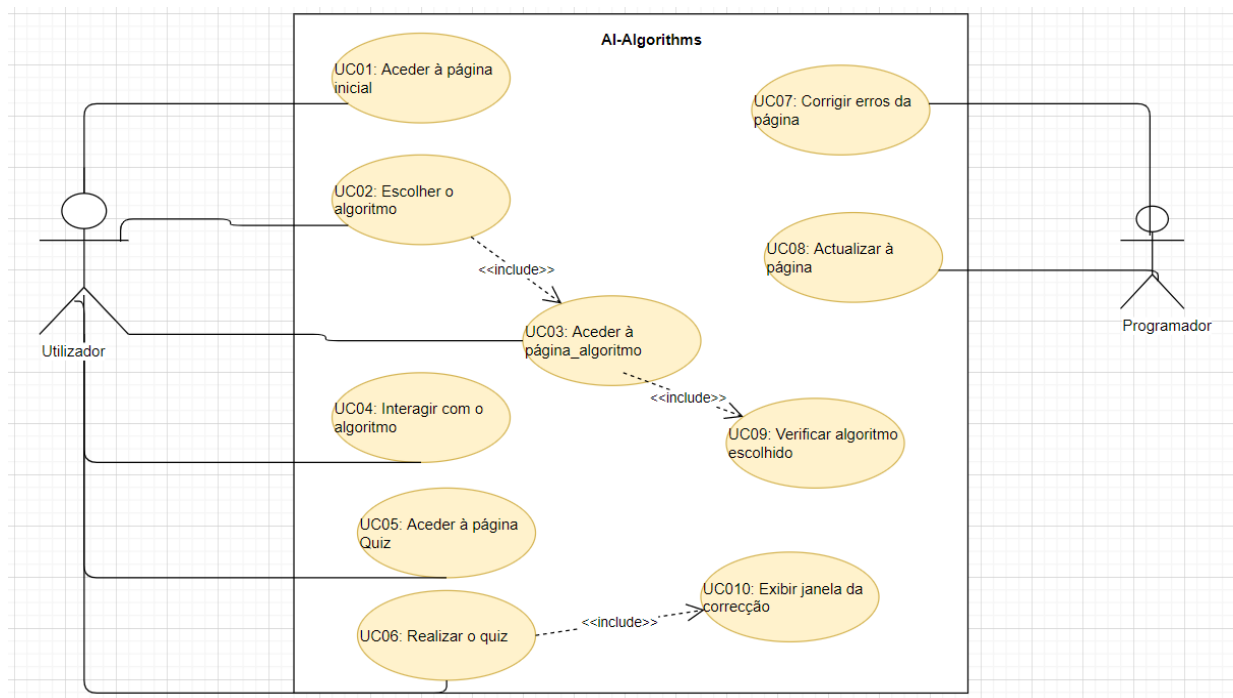 AI-Algorithms
UC01: Aceder à página
inicial
UC07: Corrigir erros da
página
UC02: Escolher o
algoritmo
UC08: Actualizar à
página
<<include>>
UC03: Aceder à
página_algoritmo
Utilizador
Programador
<<include>>
UC04: Interagir com o
algoritmo
UC09: Verificar algoritmo
escolhido
UC05: Aceder à página
Quiz
UC010: Exibir janela da
correcção
<<include>>
UC06: Realizar o quiz